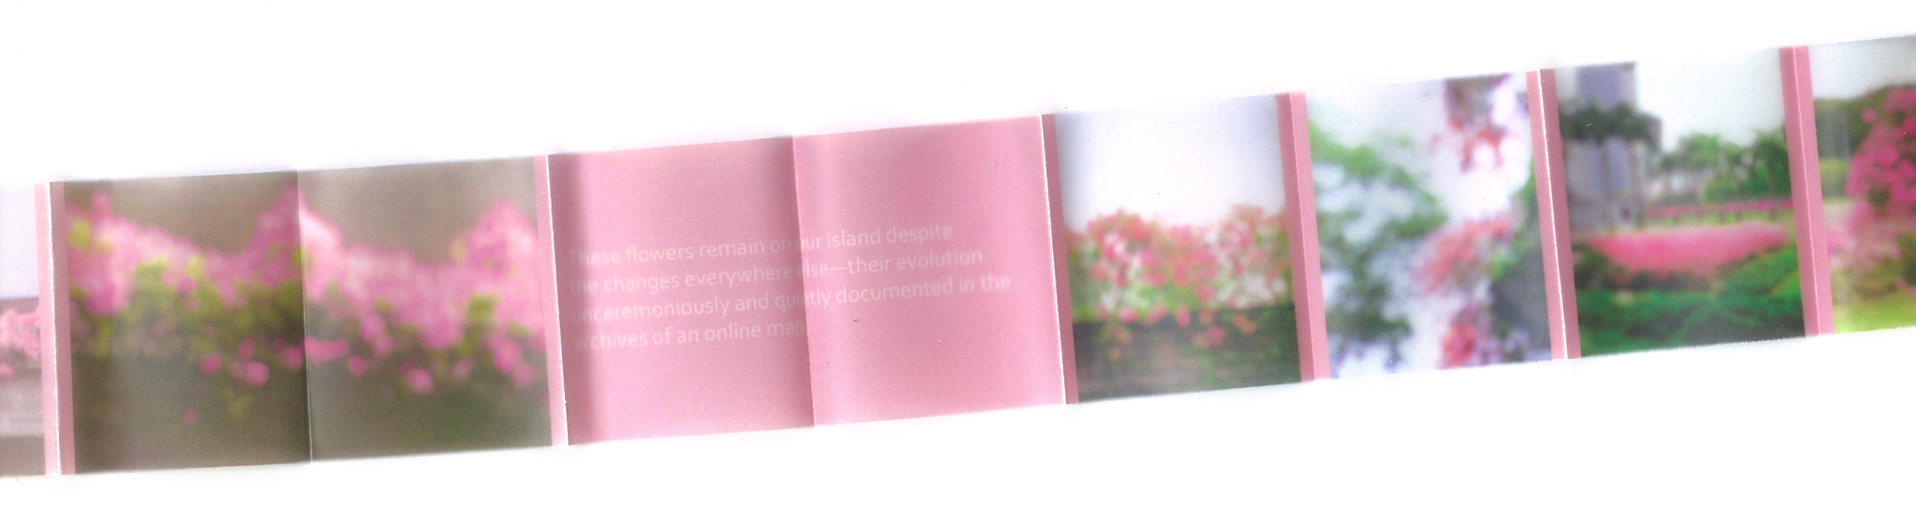 These flowers remain on our island despite
the changes everywhere else—their evolution
unceremoniously and quietly documented in the
archives of an online map